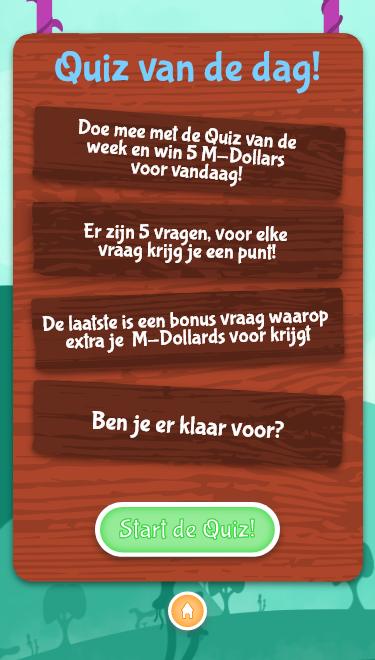 Quiz van de dag!
Doe mee met de Quiz van de
week en win 5 M-Dollars
voor vandaag!
Er zijn 5 vragen, voor elke
vraag krijg je een punt!
De laatste is een bonus vraag waarop
extra je M-Dollards voor krijgt
Ben je er klaar voor?
Start de Quiz!